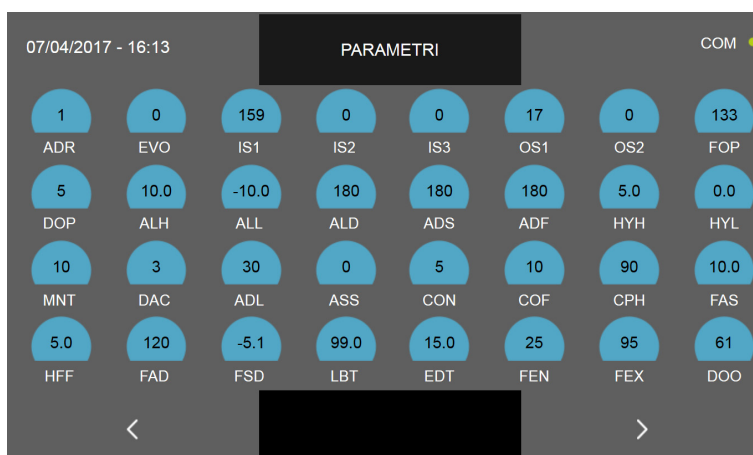 07/04/2017 - 16:13 PARAMETRI COM
1 0 159 0 0 17 0 133
ADR EVO IS1 IS2 IS3 OS1 OS2 FOP
5 10.0 -10.0 180 180 180 5.0 0.0
DOP ALH ALL ALD ADS ADF HYH HYL
10 3 30 0 5 10 90 10.0
MNT DAC ADL ASS CON COF CPH FAS
5.0 120 -5.1 99.0 15.0 25 95 61
HFF FAD FSD LBT EDT FEN FEX DOO